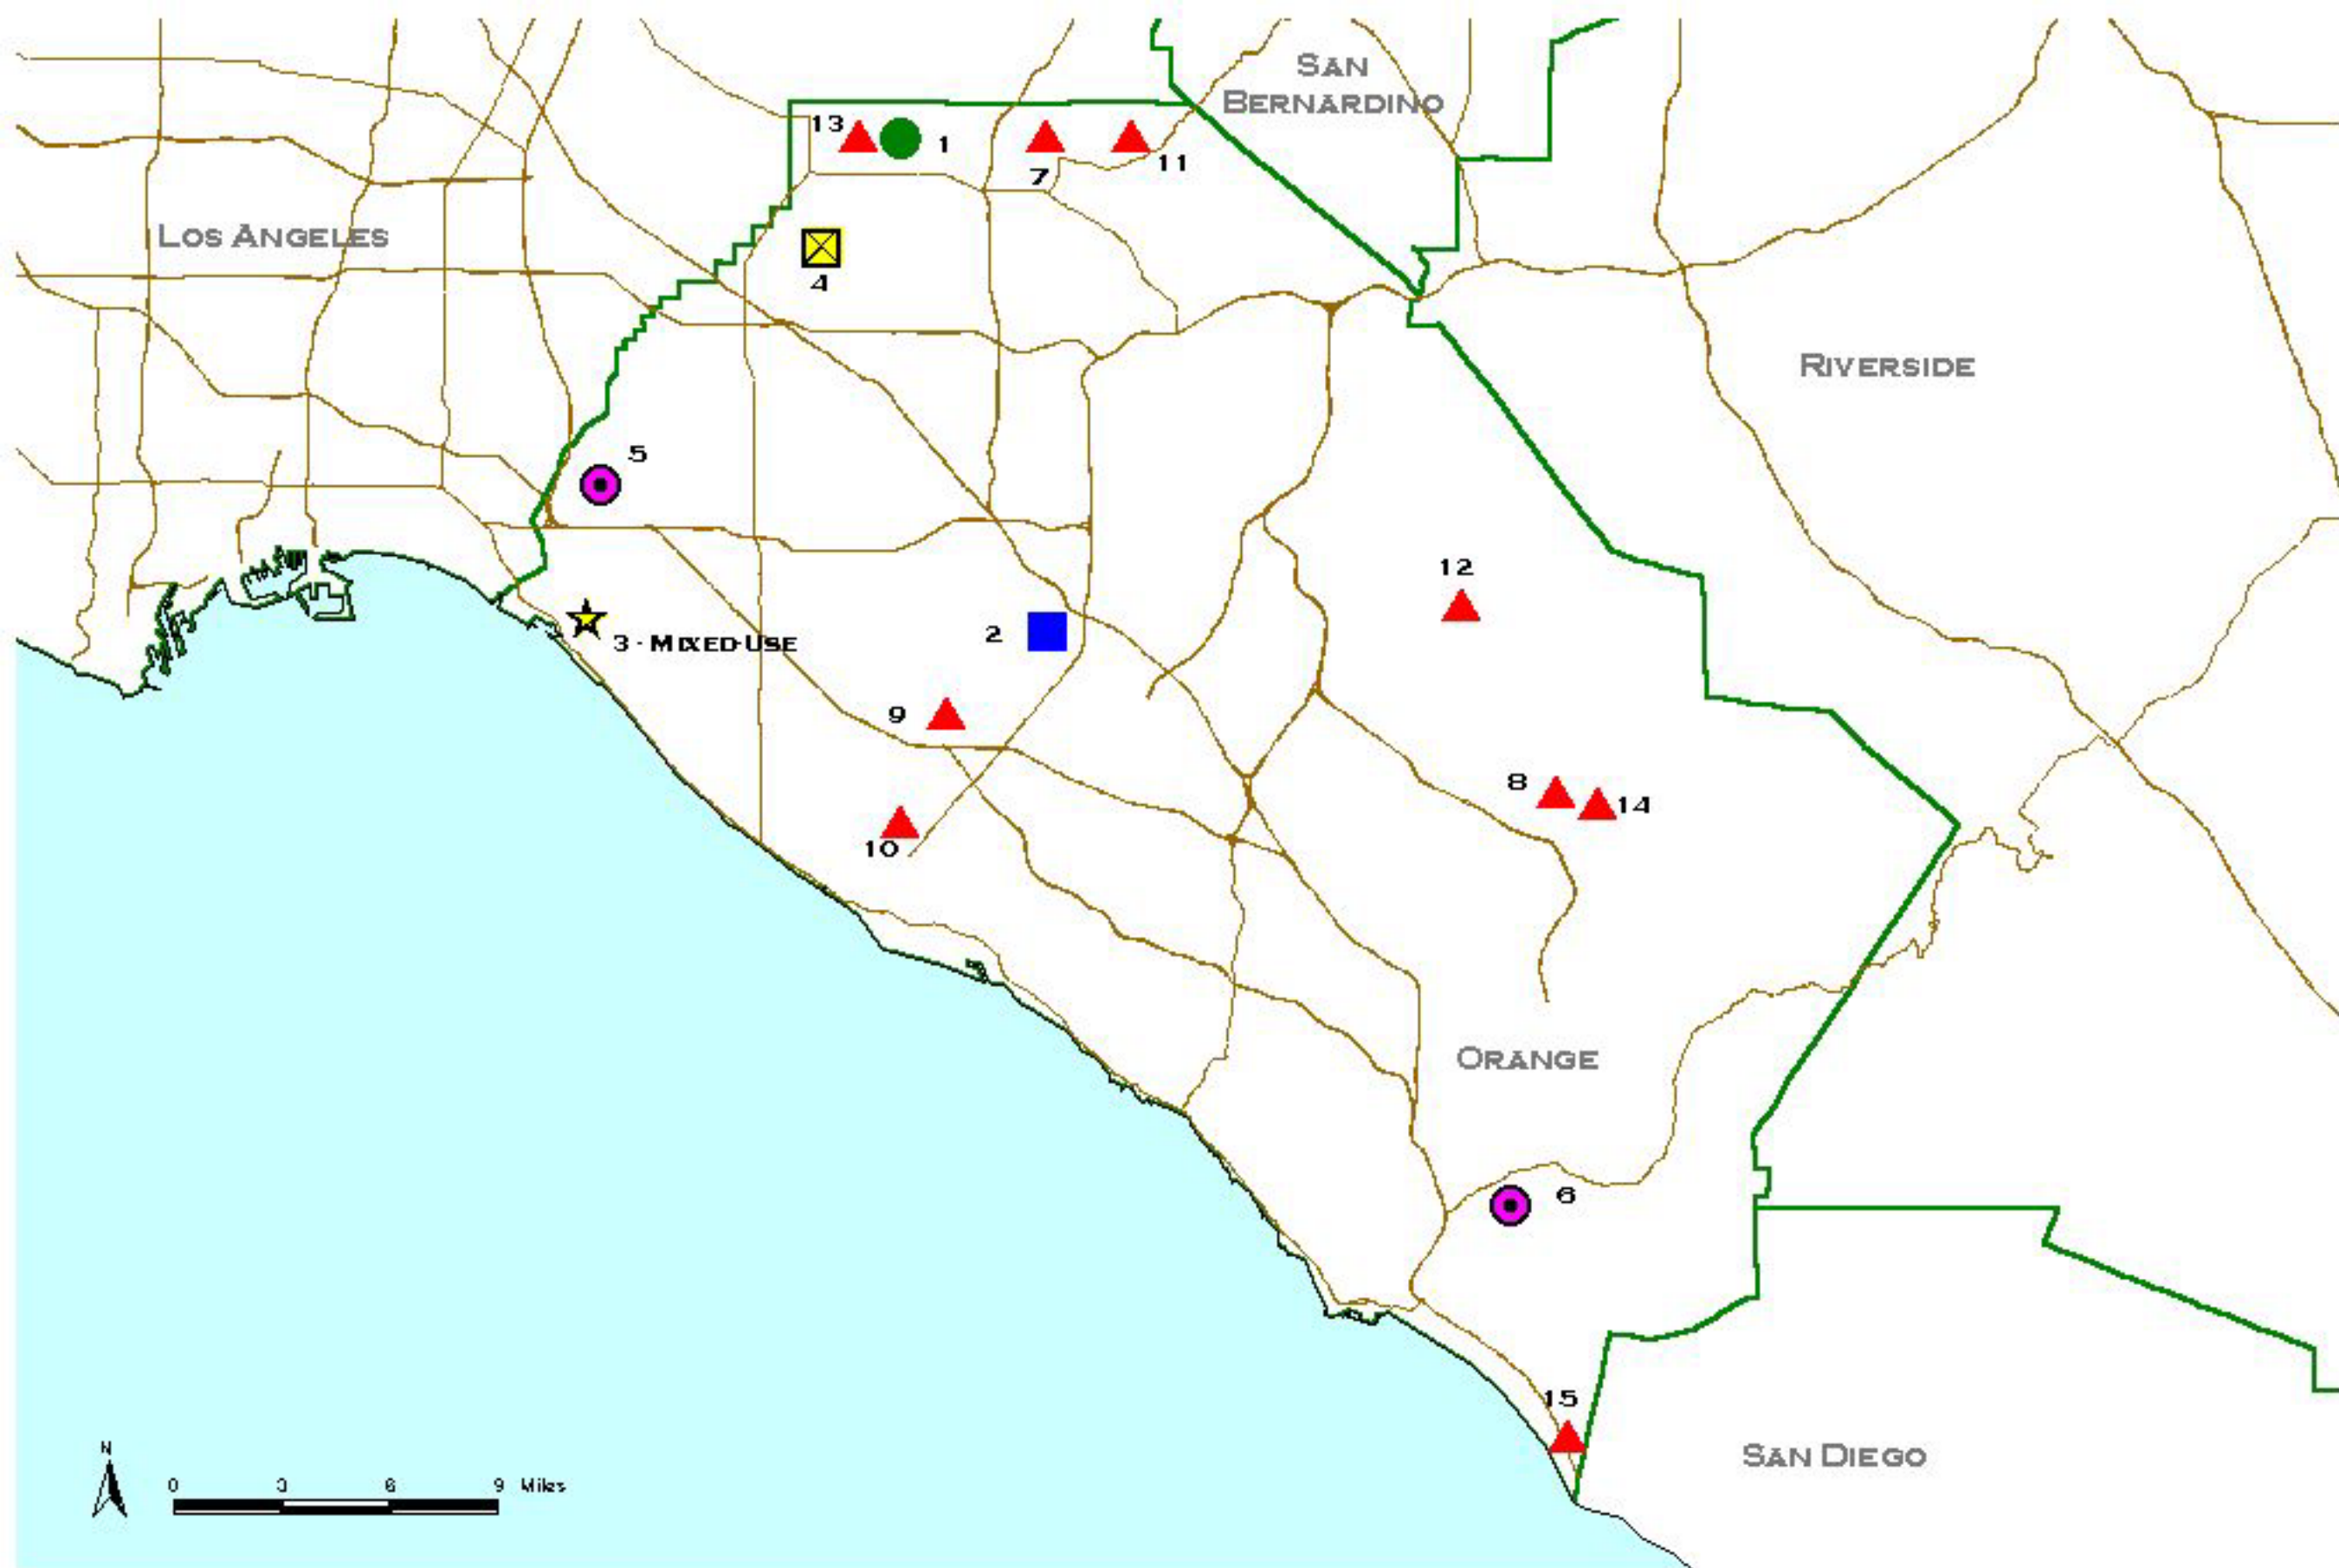 SAN
BERNARDINO
13
1
7
11
LOS ANGELES
4
RIVERSIDE
5
12
2
3 - MIXED-USE
9
8
14
10
ORANGE
6
15
N
SAN DIEGO
0 3 6 9 Miles